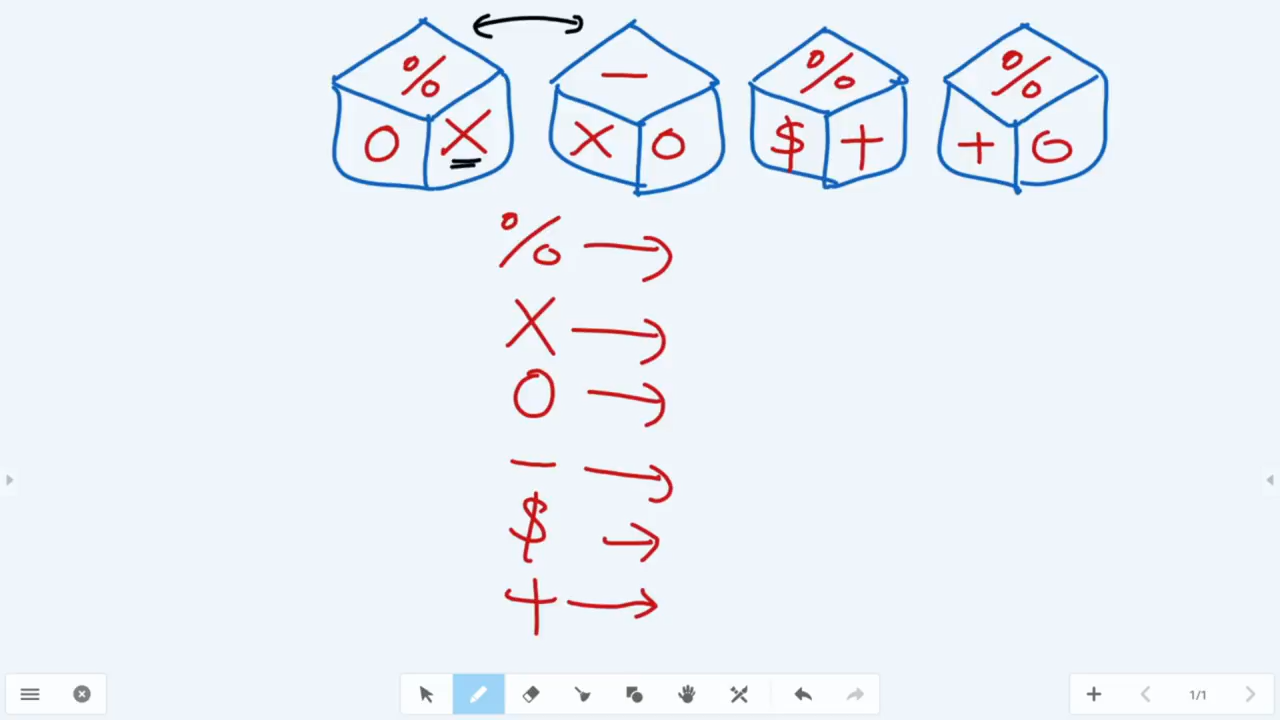 % - % %
O X X O $ + + O
% →
X →
O →
- →
$ →
+ →
1/1